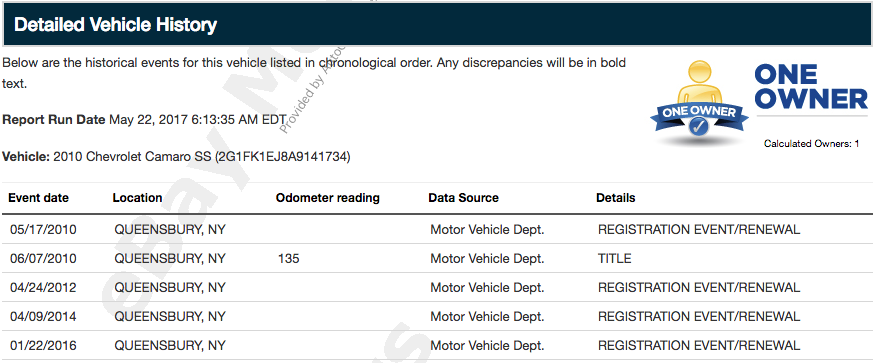 Detailed Vehicle History
Below are the historical events for this vehicle listed in chronological order. Any discrepancies will be in bold
text.
ONE OWNER
ONE
OWNER
Calculated Owners: 1
Report Run Date May 22, 2017 6:13:35 AM EDT
Vehicle: 2010 Chevrolet Camaro SS (2G1FK1EJ8A9141734)
Event date Location Odometer reading Data Source Details
05/17/2010 QUEENSBURY, NY Motor Vehicle Dept. REGISTRATION EVENT/RENEWAL
06/07/2010 QUEENSBURY, NY 135 Motor Vehicle Dept. TITLE
04/24/2012 QUEENSBURY, NY Motor Vehicle Dept. REGISTRATION EVENT/RENEWAL
04/09/2014 QUEENSBURY, NY Motor Vehicle Dept. REGISTRATION EVENT/RENEWAL
01/22/2016 QUEENSBURY, NY Motor Vehicle Dept. REGISTRATION EVENT/RENEWAL
eBay
Provided by